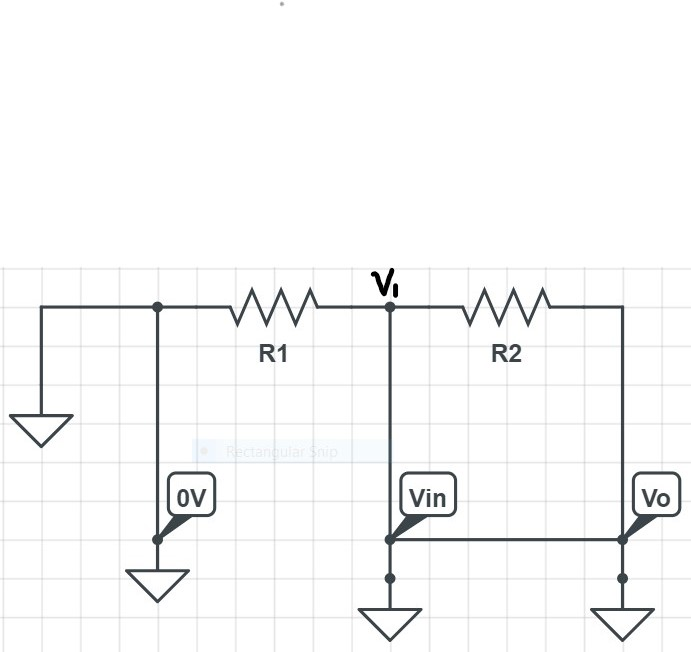 V₁
R1 R2
Rectangular Snip
0V Vin Vo